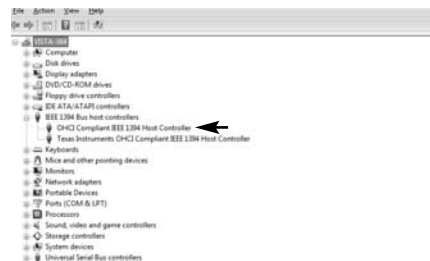 File Action View Help
VISTA-X64
Computer
Disk drives
Display adapters
DVD/CD-ROM drives
Floppy drive controllers
IDE ATA/ATAPI controllers
IEEE 1394 Bus host controllers
OHCI Compliant IEEE 1394 Host Controller
Texas Instruments OHCI Compliant IEEE 1394 Host Controller
Keyboards
Mice and other pointing devices
Monitors
Network adapters
Portable Devices
Ports (COM & LPT)
Processors
Sound, video and game controllers
Storage controllers
System devices
Universal Serial Bus controllers